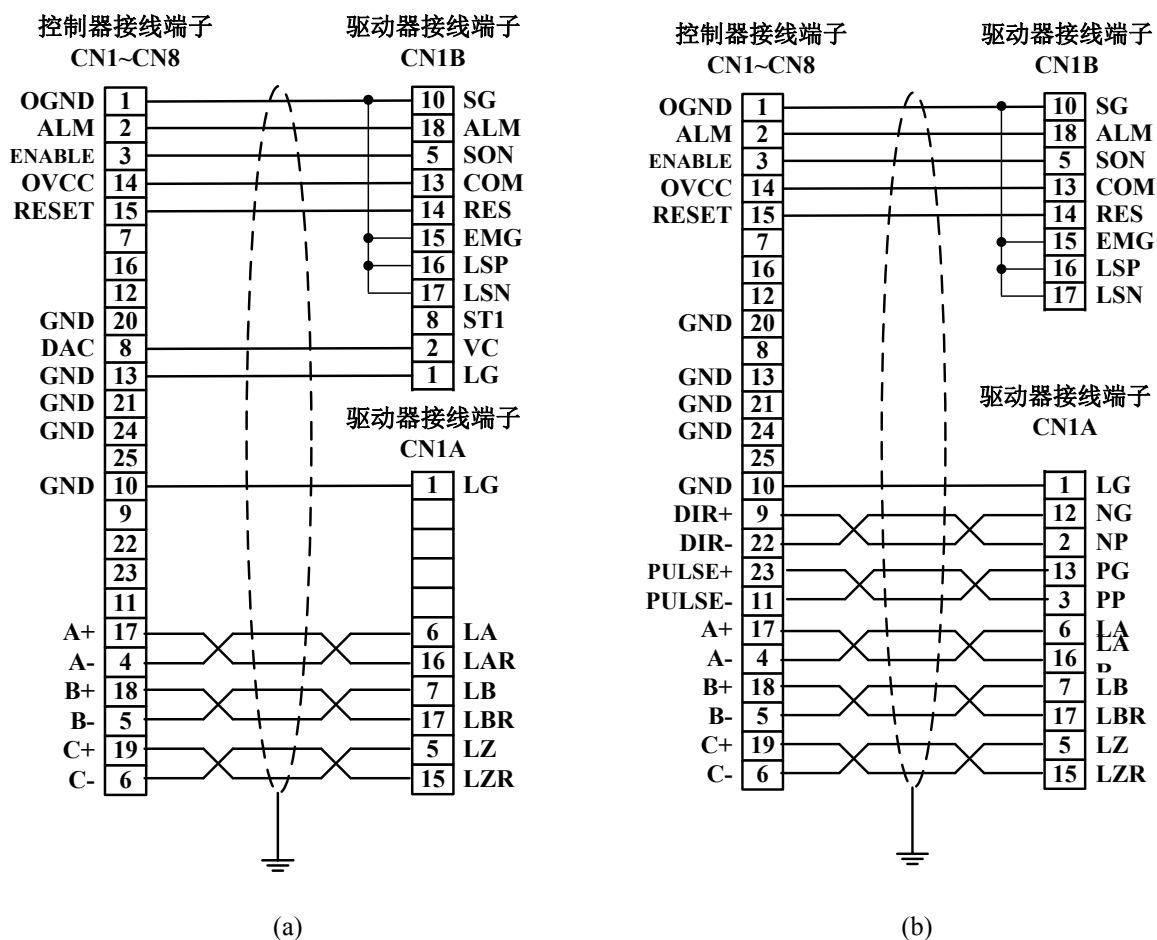 控制器接线端子 驱动器接线端子
CN1~CN8 CN1B
OGND 1 10 SG
ALM 2 18 ALM
ENABLE 3 5 SON
OVCC 14 13 COM
RESET 15 14 RES
7 15 EMG
16 16 LSP
12 17 LSN
GND 20 8 ST1
DAC 8 2 VC
GND 13 1 LG
GND 21
驱动器接线端子
GND 24
CN1A
25
GND 10 1 LG
9
22
23
11
A+ 17 6 LA
A- 4 16 LAR
B+ 18 7 LB
B- 5 17 LBR
C+ 19 5 LZ
C- 6 15 LZR
(a)
控制器接线端子 驱动器接线端子
CN1~CN8 CN1B
OGND 1 10 SG
ALM 2 18 ALM
ENABLE 3 5 SON
OVCC 14 13 COM
RESET 15 14 RES
7 15 EMG
16 16 LSP
12 17 LSN
GND 20
8
GND 13
驱动器接线端子
GND 21
CN1A
GND 24
25
GND 10 1 LG
DIR+ 9 12 NG
DIR- 22 2 NP
PULSE+ 23 13 PG
PULSE- 11 3 PP
A+ 17 6 LA
LA
A- 4 16
B+ 18 7 LB
B- 5 17 LBR
C+ 19 5 LZ
C- 6 15 LZR
(b)